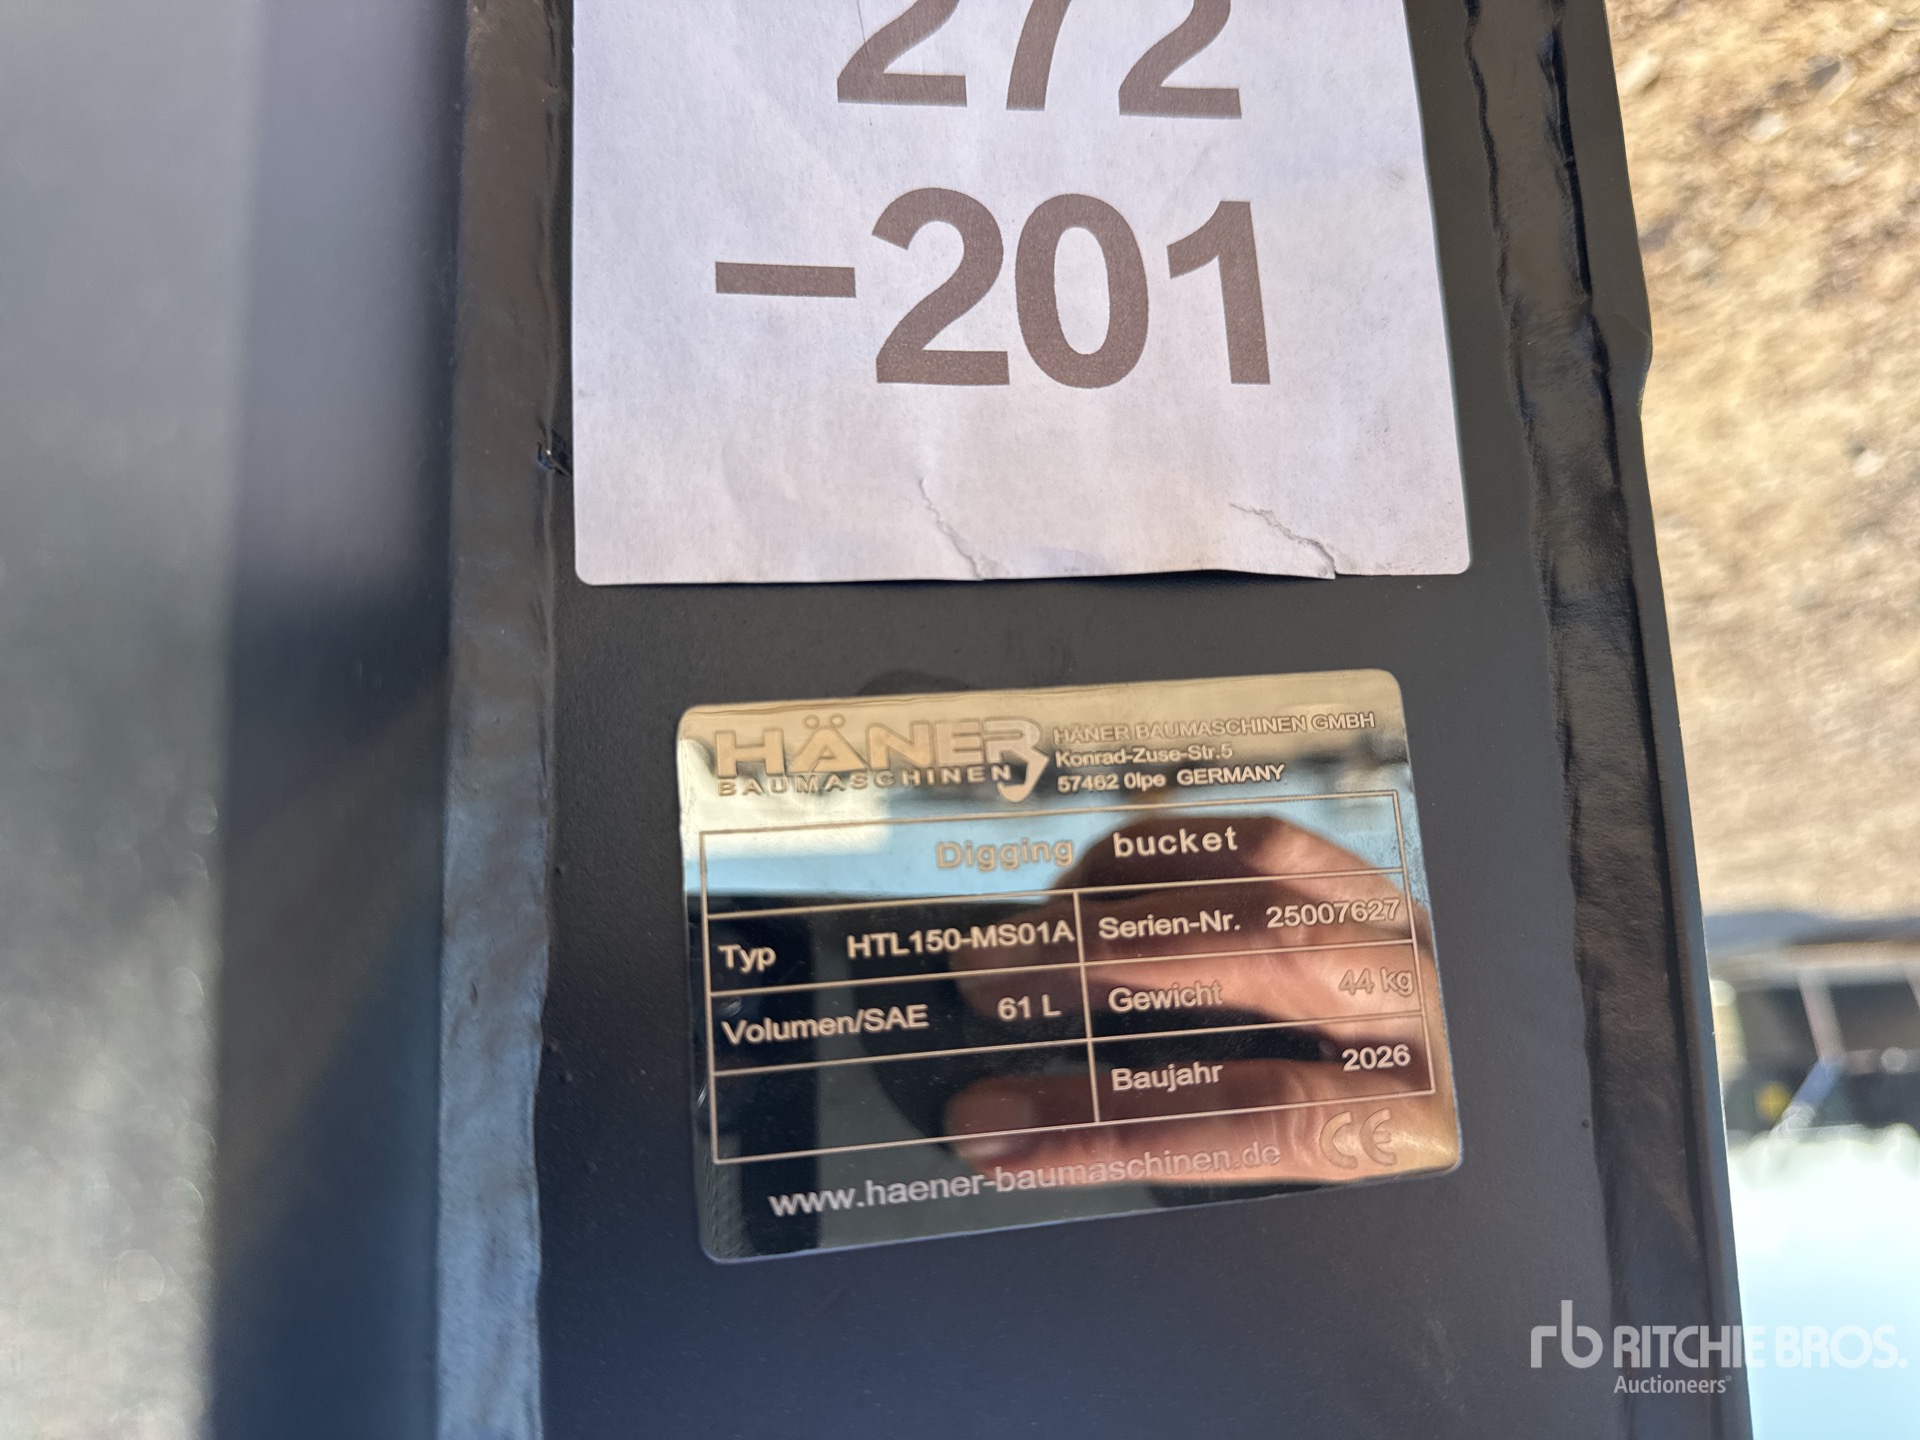 272
-201
HÄNER
BAUMASCHINEN
HÄNER BAUMASCHINEN GMBH
Konrad-Zuse-Str.5
57462 Olpe GERMANY
Digging bucket
Typ HTL150-MS01A
Serien-Nr. 25007627
Volumen/SAE 61 L
Gewicht 44 kg
Baujahr 2026
www.haener-baumaschinen.de CE
rb RITCHIE BROS.
Auctioneers